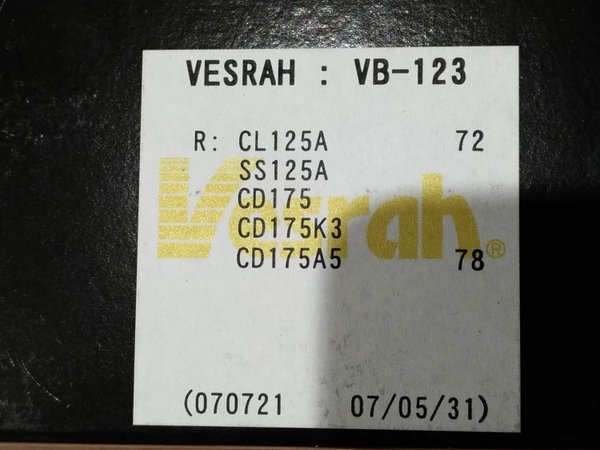 VESRAH : VB-123
R: CL125A 72
SS125A
CD175
CD175K3
CD175A5 78
Vesrah®
(070721 07/05/31)